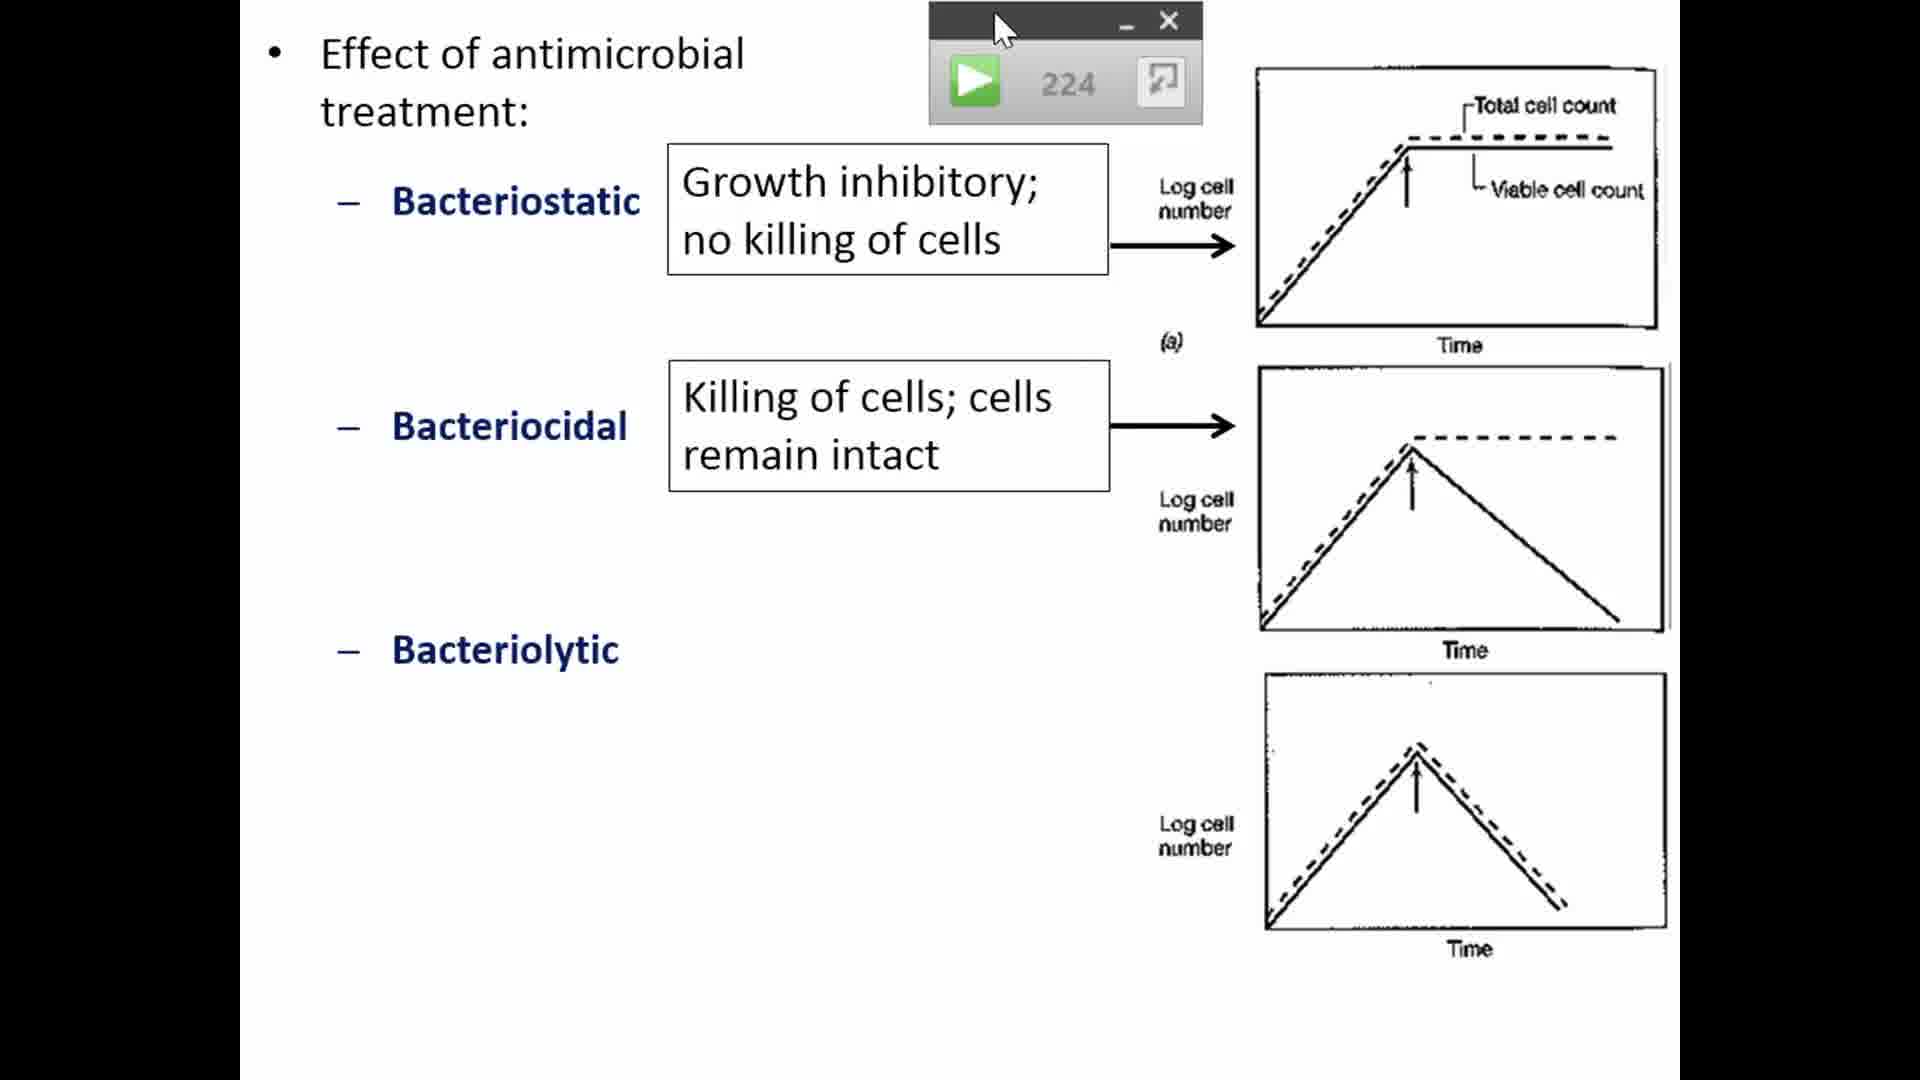 • Effect of antimicrobial
treatment:
– Bacteriostatic
Growth inhibitory;
no killing of cells
– Bacteriocidal
Killing of cells; cells
remain intact
– Bacteriolytic
224
Total cell count
Viable cell count
Log cell
number
Time
(a)
Log cell
number
Time
Log cell
number
Time